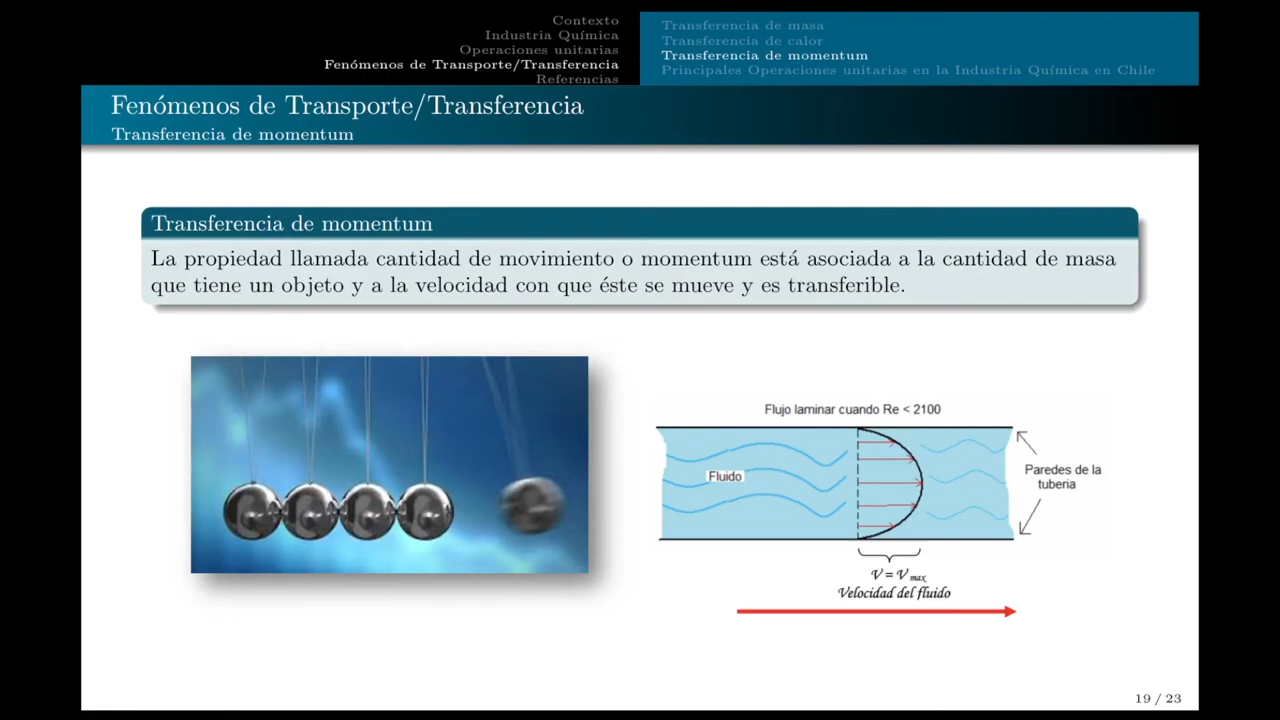 Contexto
Industria Química
Operaciones unitarias
Fenómenos de Transporte/Transferencia
Referencias
Transferencia de masa
Transferencia de calor
Transferencia de momentum
Principales Operaciones unitarias en la Industria Química en Chile
Fenómenos de Transporte/Transferencia
Transferencia de momentum
Transferencia de momentum
La propiedad llamada cantidad de movimiento o momentum está asociada a la cantidad de masa
que tiene un objeto y a la velocidad con que éste se mueve y es transferible.
Flujo laminar cuando Re < 2100
Fluido
Paredes de la
tuberia
V = V max
Velocidad del fluido
19 / 23